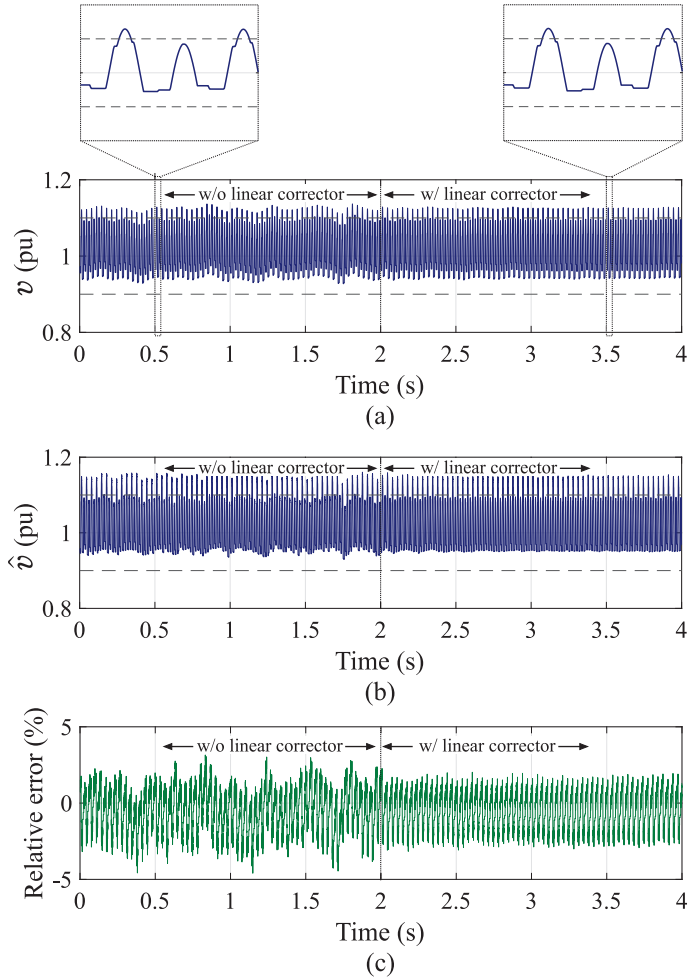 1.2
w/o linear corrector
w/ linear corrector
v (pu)
1
0.8
0 0.5 1 1.5 2 2.5 3 3.5 4
Time (s)
(a)
1.2
w/o linear corrector
w/ linear corrector
v̂ (pu)
1
0.8
0 0.5 1 1.5 2 2.5 3 3.5 4
Time (s)
(b)
5
w/o linear corrector
w/ linear corrector
Relative error (%)
0
-5
0 0.5 1 1.5 2 2.5 3 3.5 4
Time (s)
(c)